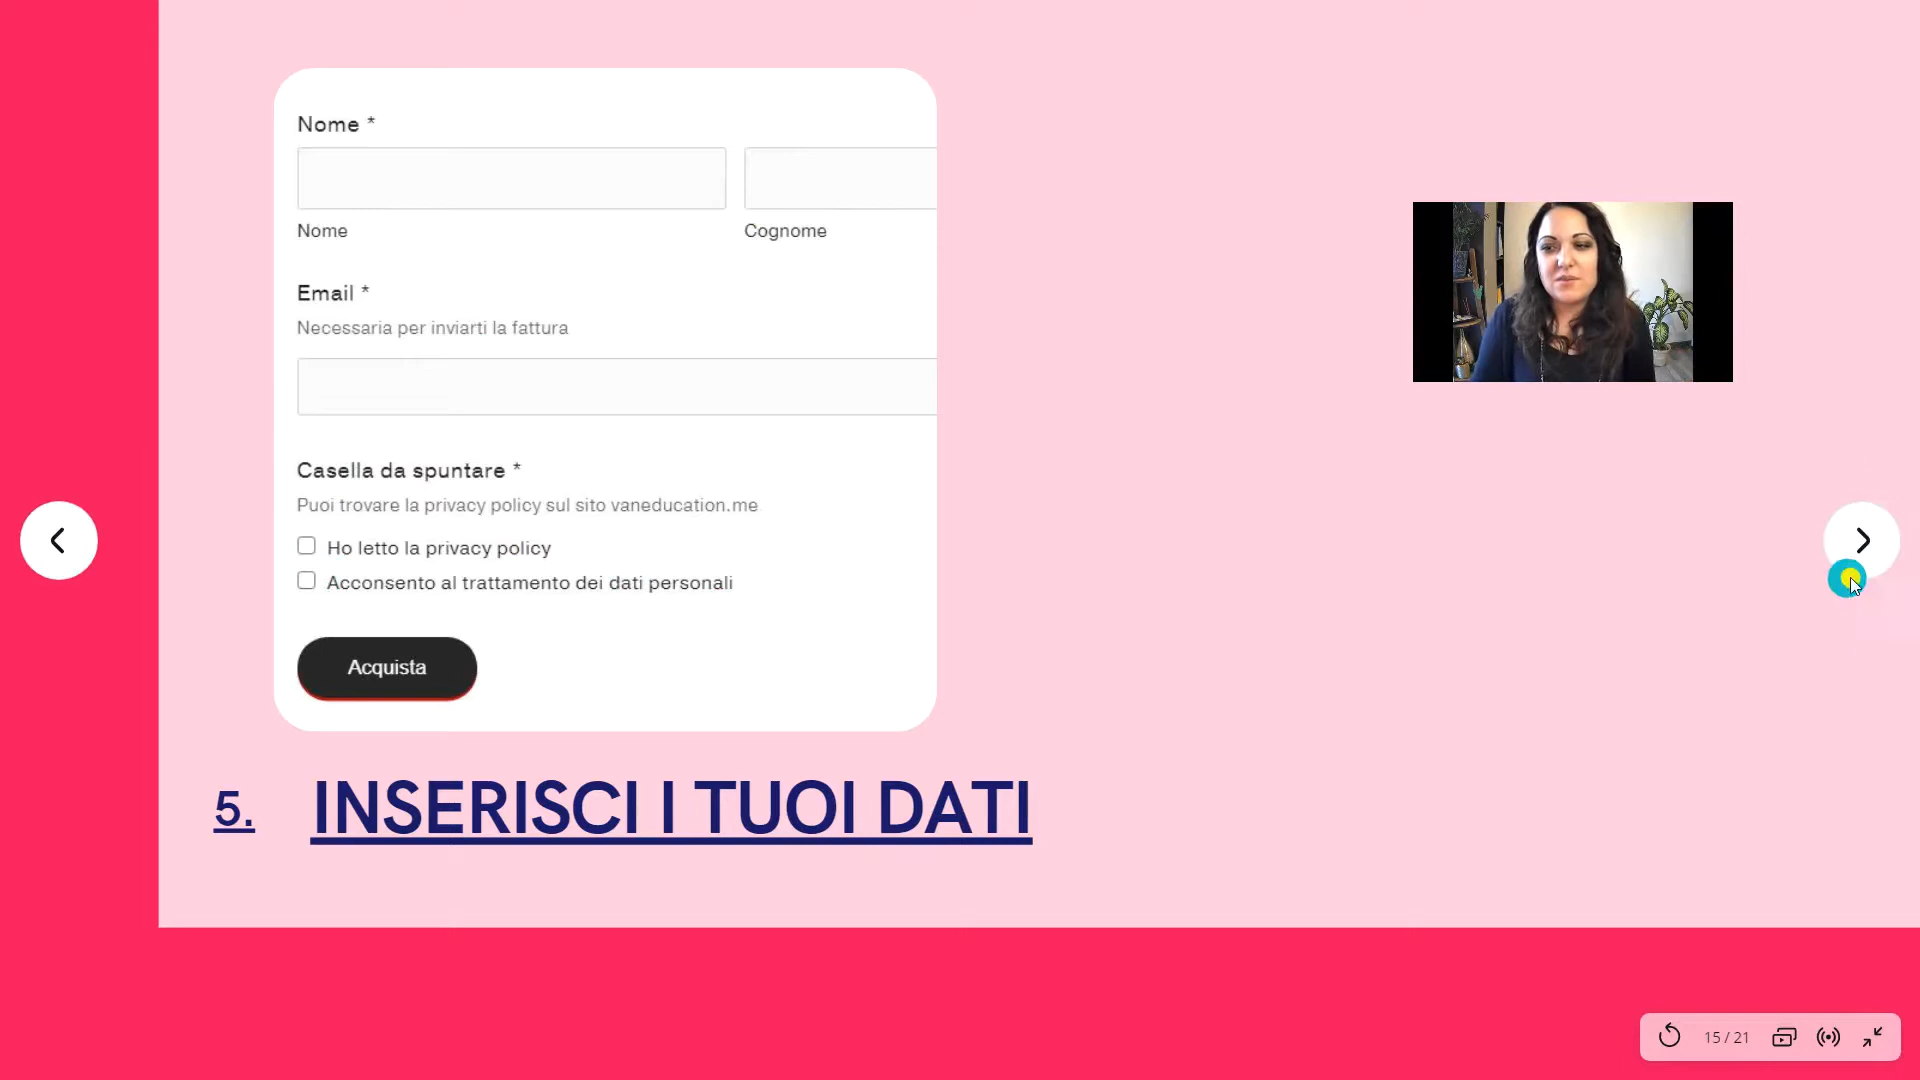 Nome *
Nome
Cognome
Email *
Necessaria per inviarti la fattura
Casella da spuntare *
Puoi trovare la privacy policy sul sito vaneducation.me
Ho letto la privacy policy
Acconsento al trattamento dei dati personali
Acquista
5. INSERISCI I TUOI DATI
15 / 21